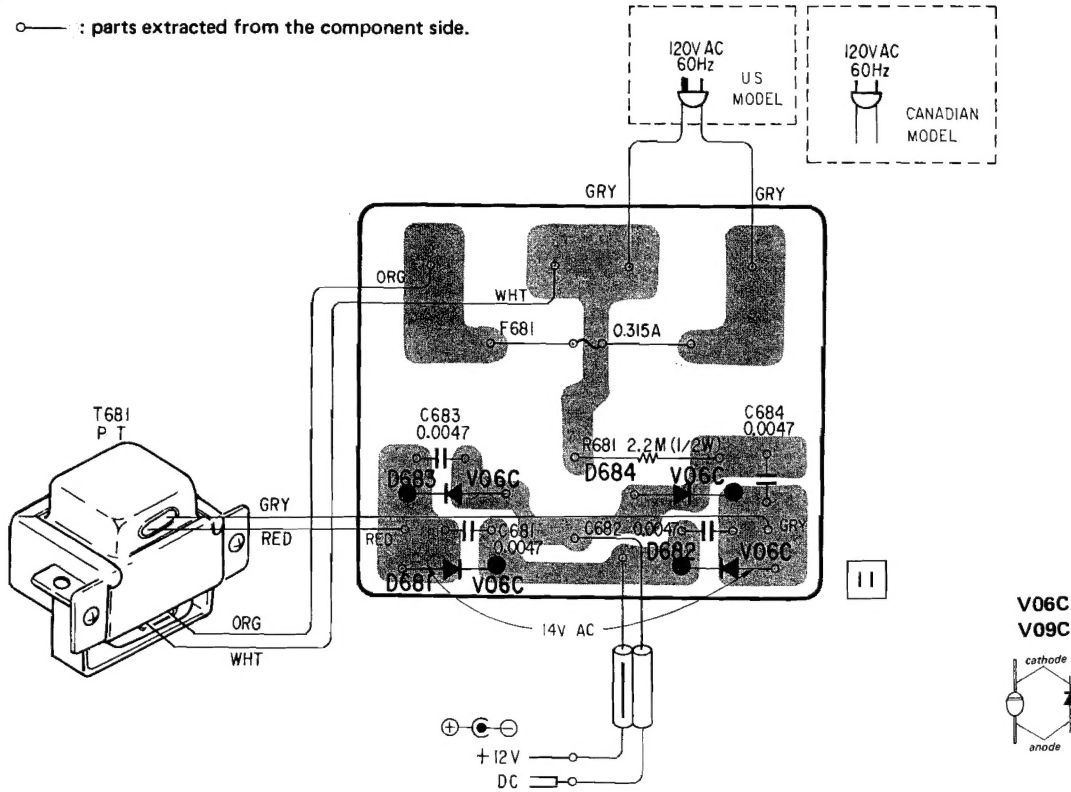 : parts extracted from the component side.
120V AC
60Hz
US
MODEL
120V AC
60Hz
CANADIAN
MODEL
GRY
GRY
ORG
WHT
F681
0.315A
T681
P T
C683
0.0047
C684
0.0047
R681 2.2M (1/2W)
D683
V06C
D684
V06C
GRY
RED
RED
C681
0.0047
C682
0.0047
GRY
D682
V06C
D681
V06C
ORG
WHT
14V AC
11
V06C
V09C
cathode
anode
+ −
+12V
DC